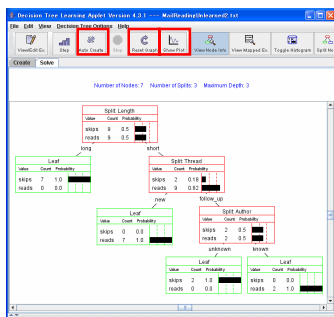 Decision Tree Learning Applet Version 4.3.1 --- MailReadingUnlearned2.txt
File Edit View Decision Tree Options Help
View/Edit Ex. Step Auto Create Stop Reset Graph Show Plot View Node Info View Mapped Ex. Toggle Histogram Split No
Create Solve
Number of Nodes: 7 Number of Splits: 3 Maximum Depth: 3
Split: Length
Value Count Probability
skips 9 0.5
reads 9 0.5
long short
Leaf
Value Count Probability
skips 7 1.0
reads 0 0.0
Split: Thread
Value Count Probability
skips 2 0.18
reads 9 0.82
new follow_up
Leaf
Value Count Probability
skips 0 0.0
reads 7 1.0
Split: Author
Value Count Probability
skips 2 0.5
reads 2 0.5
unknown known
Leaf
Value Count Probability
skips 2 1.0
reads 0 0.0
Leaf
Value Count Probability
skips 0 0.0
reads 2 1.0